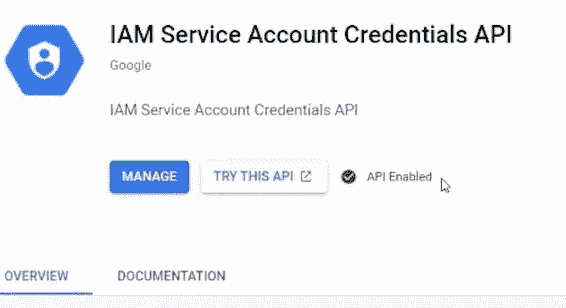 IAM Service Account Credentials API
Google
IAM Service Account Credentials API
MANAGE TRY THIS API API Enabled
OVERVIEW DOCUMENTATION